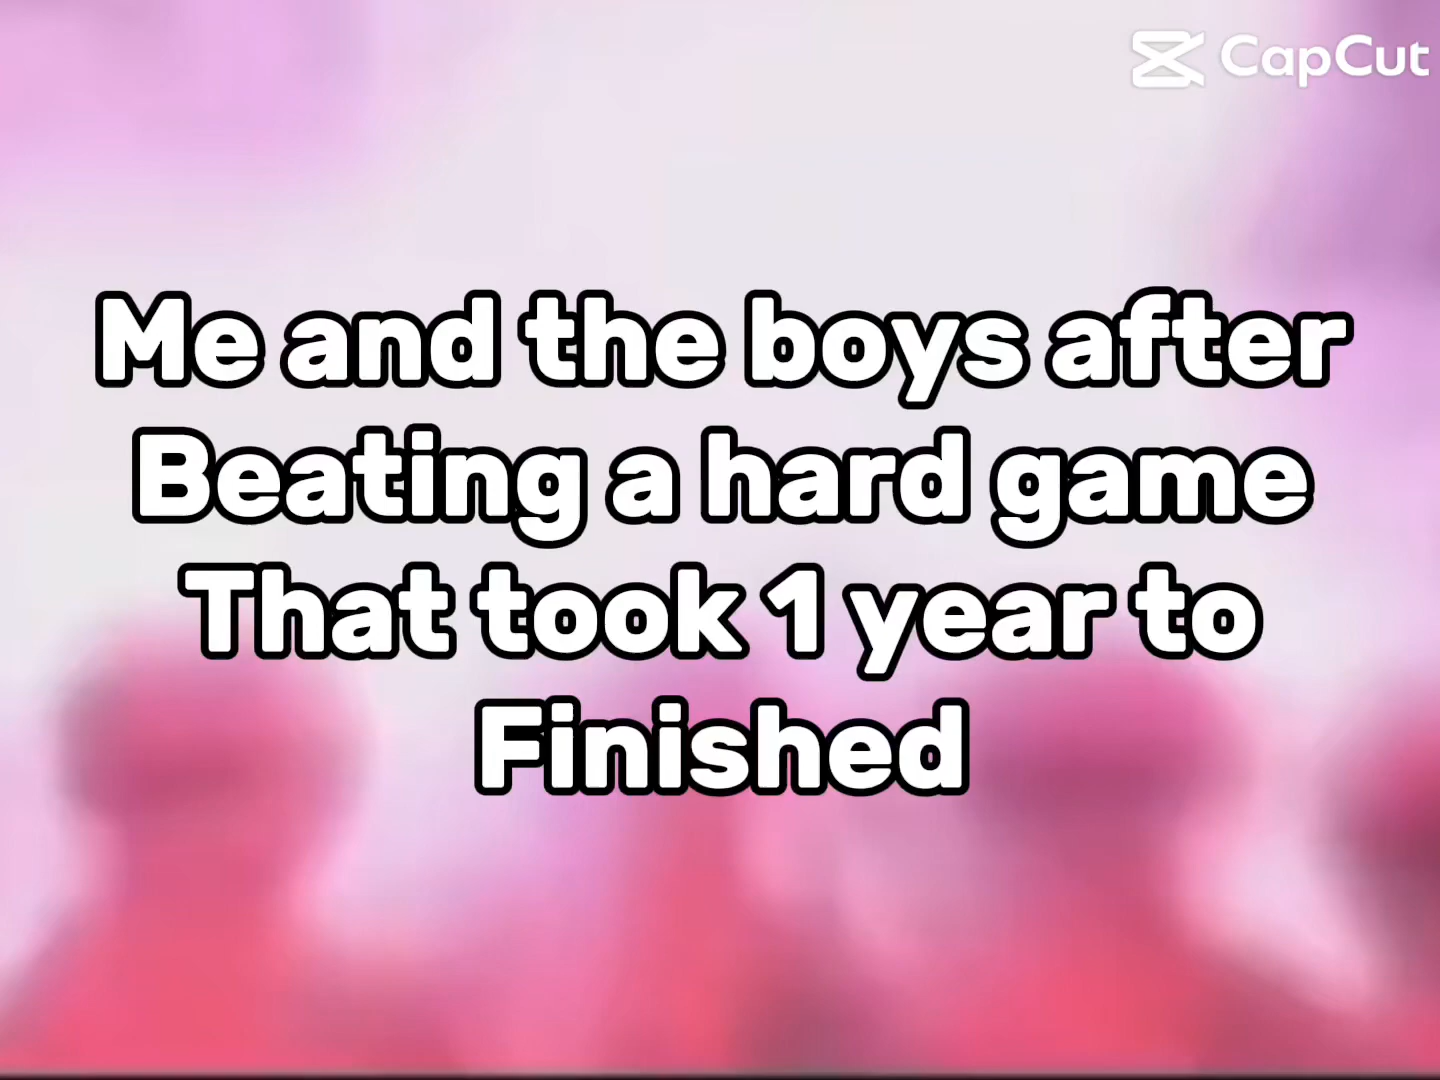 CapCut
Me and the boys after
Beating a hard game
That took 1 year to
Finished